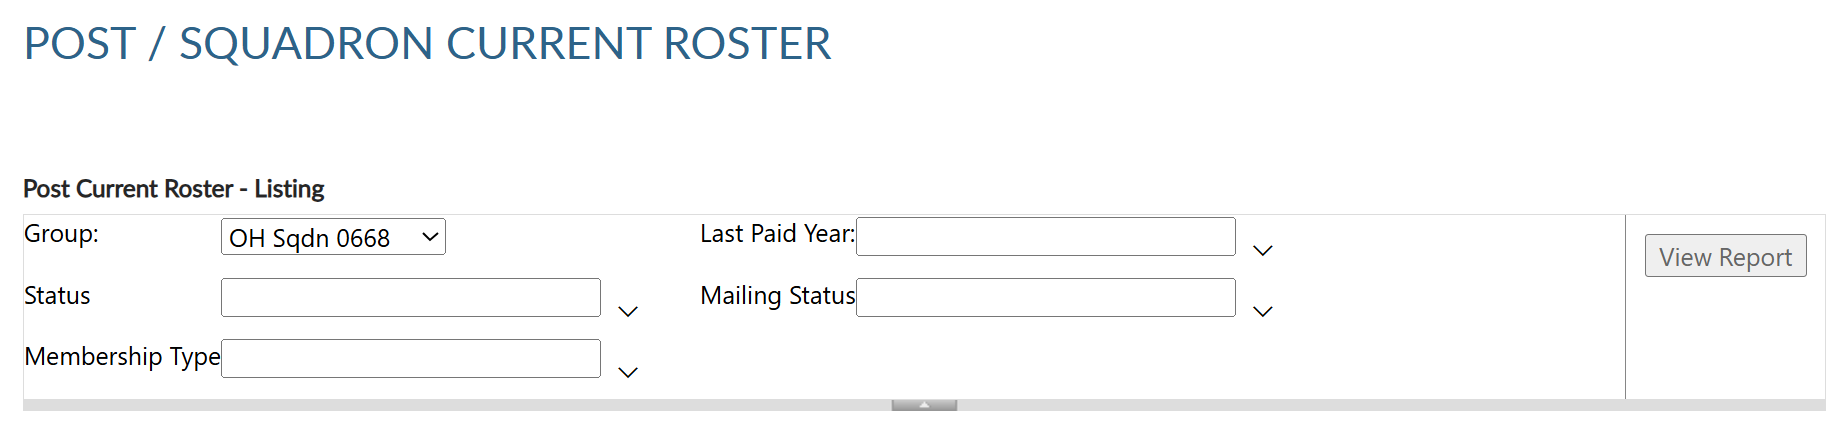 POST / SQUADRON CURRENT ROSTER
Post Current Roster - Listing
Group: OH Sqdn 0668 Last Paid Year:
View Report
Status Mailing Status
Membership Type